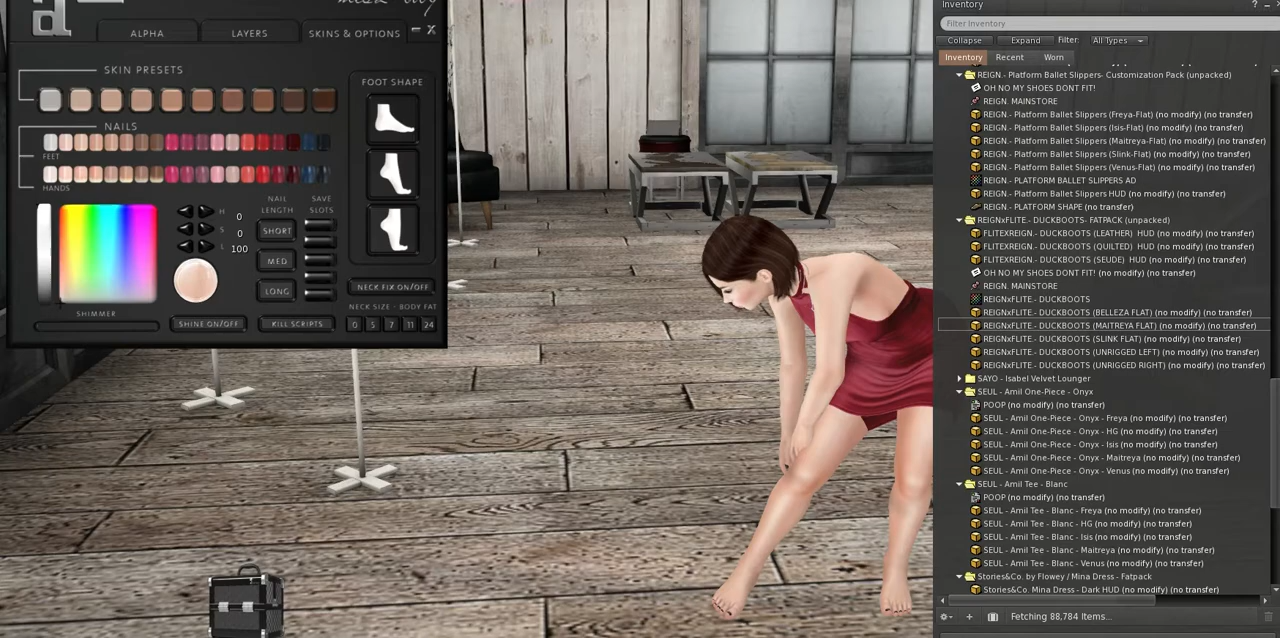 ALPHA
LAYERS
SKINS & OPTIONS
X
SKIN PRESETS
FOOT SHAPE
NAILS
FEET
HANDS
H
0
S
0
L
100
NAIL LENGTH
SAVE SLOTS
SHORT
MED
LONG
NECK FIX ON/OFF
NECK SIZE - BODY FAT
0
5
7
11
24
SHIMMER
SHINE ON/OFF
KILL SCRIPTS
Inventory
?
Filter Inventory
Collapse
Expand
Filter:
All Types
Inventory
Recent
Worn
REIGN.- Platform Ballet Slippers- Customization Pack (unpacked)
OH NO MY SHOES DONT FIT!
REIGN. MAINSTORE
REIGN.- Platform Ballet Slippers (Freya-Flat) (no modify) (no transfer)
REIGN.- Platform Ballet Slippers (Isis-Flat) (no modify) (no transfer)
REIGN.- Platform Ballet Slippers (Maitreya-Flat) (no modify) (no transfer)
REIGN.- Platform Ballet Slippers (Slink-Flat) (no modify) (no transfer)
REIGN.- Platform Ballet Slippers (Venus-Flat) (no modify) (no transfer)
REIGN.- PLATFORM BALLET SLIPPERS AD
REIGN.- Platform Ballet Slippers HUD (no modify) (no transfer)
REIGN.- PLATFORM SHAPE (no transfer)
REIGNxFLITE.- DUCKBOOTS- FATPACK (unpacked)
FLITEXREIGN.- DUCKBOOTS (LEATHER) HUD (no modify) (no transfer)
FLITEXREIGN.- DUCKBOOTS (QUILTED) HUD (no modify) (no transfer)
FLITEXREIGN.- DUCKBOOTS (SEUDE) HUD (no modify) (no transfer)
OH NO MY SHOES DONT FIT! (no modify) (no transfer)
REIGN. MAINSTORE
REIGNxFLITE - DUCKBOOTS
REIGNxFLITE.- DUCKBOOTS (BELLEZA FLAT) (no modify) (no transfer)
REIGNxFLITE.- DUCKBOOTS (MAITREYA FLAT) (no modify) (no transfer)
REIGNxFLITE.- DUCKBOOTS (SLINK FLAT) (no modify) (no transfer)
REIGNxFLITE.- DUCKBOOTS (UNRIGGED LEFT) (no modify) (no transfer)
REIGNxFLITE.- DUCKBOOTS (UNRIGGED RIGHT) (no modify) (no transfer)
SAYO - Isabel Velvet Lounger
SEUL - Amil One-Piece - Onyx
POOP (no modify) (no transfer)
SEUL - Amil One-Piece - Onyx - Freya (no modify) (no transfer)
SEUL - Amil One-Piece - Onyx - HG (no modify) (no transfer)
SEUL - Amil One-Piece - Onyx - Isis (no modify) (no transfer)
SEUL - Amil One-Piece - Onyx - Maitreya (no modify) (no transfer)
SEUL - Amil One-Piece - Onyx - Venus (no modify) (no transfer)
SEUL - Amil Tee - Blanc
POOP (no modify) (no transfer)
SEUL - Amil Tee - Blanc - Freya (no modify) (no transfer)
SEUL - Amil Tee - Blanc - HG (no modify) (no transfer)
SEUL - Amil Tee - Blanc - Isis (no modify) (no transfer)
SEUL - Amil Tee - Blanc - Maitreya (no modify) (no transfer)
SEUL - Amil Tee - Blanc - Venus (no modify) (no transfer)
Stories&Co. by Flowey / Mina Dress - Fatpack
Stories&Co. Mina Dress - Dark HUD (no modify) (no transfer)
Fetching 88,784 Items...